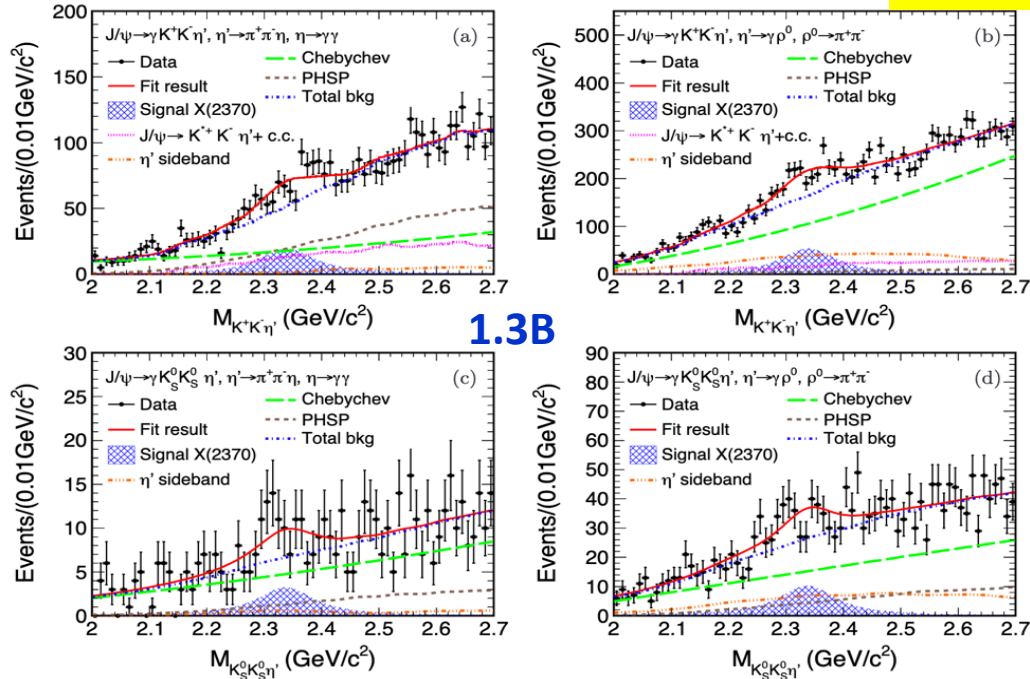 J/ψ→γK⁺K⁻η′, η′→π⁺π⁻η, η→γγ (a)
Data
Fit result
Signal X(2370)
J/ψ→ K*⁺ K⁻ η′+ c.c.
η′ sideband
Chebychev
PHSP
Total bkg
Events/(0.01GeV/c²)
200
150
100
50
0
2 2.1 2.2 2.3 2.4 2.5 2.6 2.7
M_K⁺K⁻η′ (GeV/c²)
J/ψ→γK⁺K⁻η′, η′→γρ⁰, ρ⁰→π⁺π⁻ (b)
Data
Fit result
Signal X(2370)
J/ψ→ K*⁺ K⁻ η′+c.c.
η′ sideband
Chebychev
PHSP
Total bkg
Events/(0.01GeV/c²)
500
400
300
200
100
0
2 2.1 2.2 2.3 2.4 2.5 2.6 2.7
M_K⁺K⁻η′ (GeV/c²)
1.3B
J/ψ→γK_S⁰K_S⁰ η′, η′→π⁺π⁻η, η→γγ (c)
Data
Fit result
Signal X(2370)
η′ sideband
Chebychev
PHSP
Total bkg
Events/(0.01GeV/c²)
30
25
20
15
10
5
0
2 2.1 2.2 2.3 2.4 2.5 2.6 2.7
M_K_S⁰K_S⁰η′ (GeV/c²)
J/ψ→γK_S⁰K_S⁰η′, η′→γρ⁰, ρ⁰→π⁺π⁻ (d)
Data
Fit result
Signal X(2370)
η′ sideband
Chebychev
PHSP
Total bkg
Events/(0.01GeV/c²)
90
80
70
60
50
40
30
20
10
0
2 2.1 2.2 2.3 2.4 2.5 2.6 2.7
M_K_S⁰K_S⁰η′ (GeV/c²)